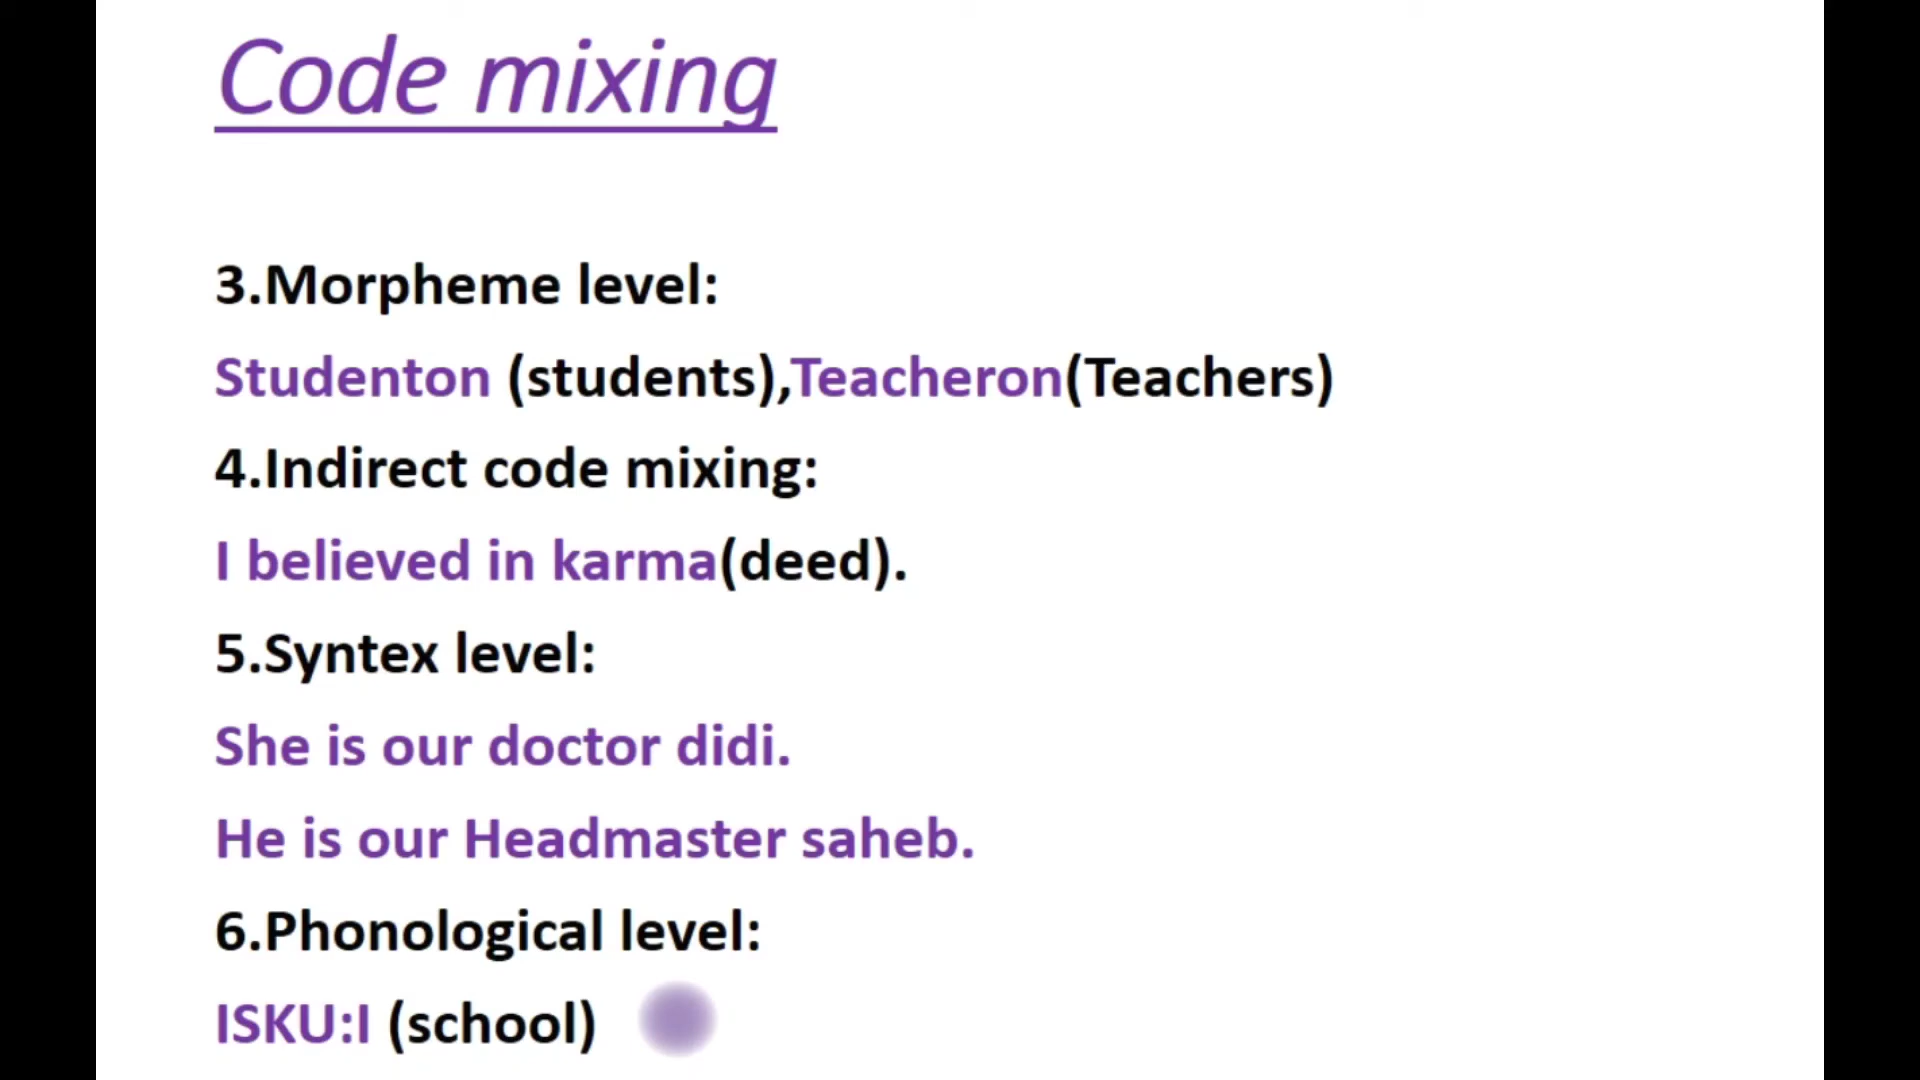 Code mixing
3.Morpheme level:
Studenton (students),Teacheron(Teachers)
4.Indirect code mixing:
I believed in karma(deed).
5.Syntex level:
She is our doctor didi.
He is our Headmaster saheb.
6.Phonological level:
ISKU:I (school)